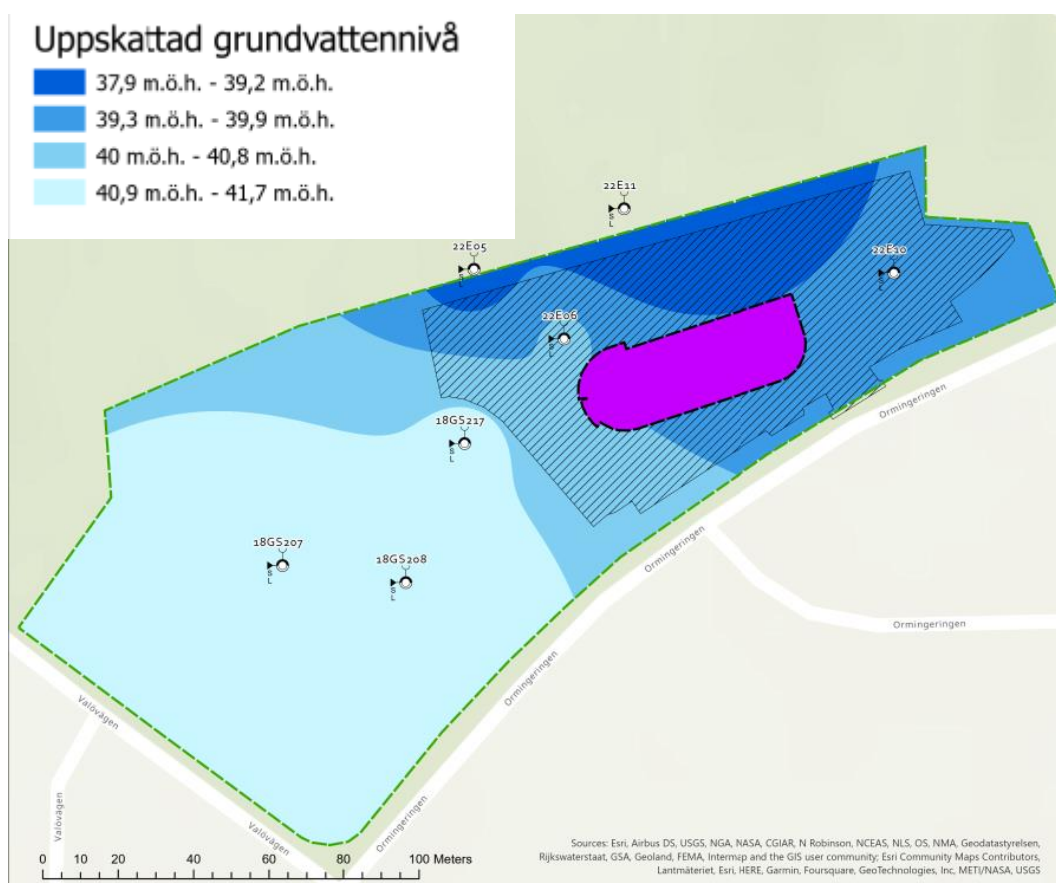 Uppskattad grundvattennivå
37,9 m.ö.h. - 39,2 m.ö.h.
39,3 m.ö.h. - 39,9 m.ö.h.
40 m.ö.h. - 40,8 m.ö.h.
40,9 m.ö.h. - 41,7 m.ö.h.
22E11
S
L
22E05
S
L
22E10
S
L
22E06
S
L
18GS217
S
L
Ormingeringen
18GS207
S
L
18GS208
S
L
Ormingeringen
Ormingeringen
Ormingeringen
Valövägen
Valövägen
Valövägen
Ormingeringen
0 10 20 40 60 80 100 Meters
Sources: Esri, Airbus DS, USGS, NGA, NASA, CGIAR, N Robinson, NCEAS, NLS, OS, NMA, Geodatastyrelsen,
Rijkswaterstaat, GSA, Geoland, FEMA, Intermap and the GIS user community; Esri Community Maps Contributors,
Lantmäteriet, Esri, HERE, Garmin, Foursquare, GeoTechnologies, Inc, METI/NASA, USGS